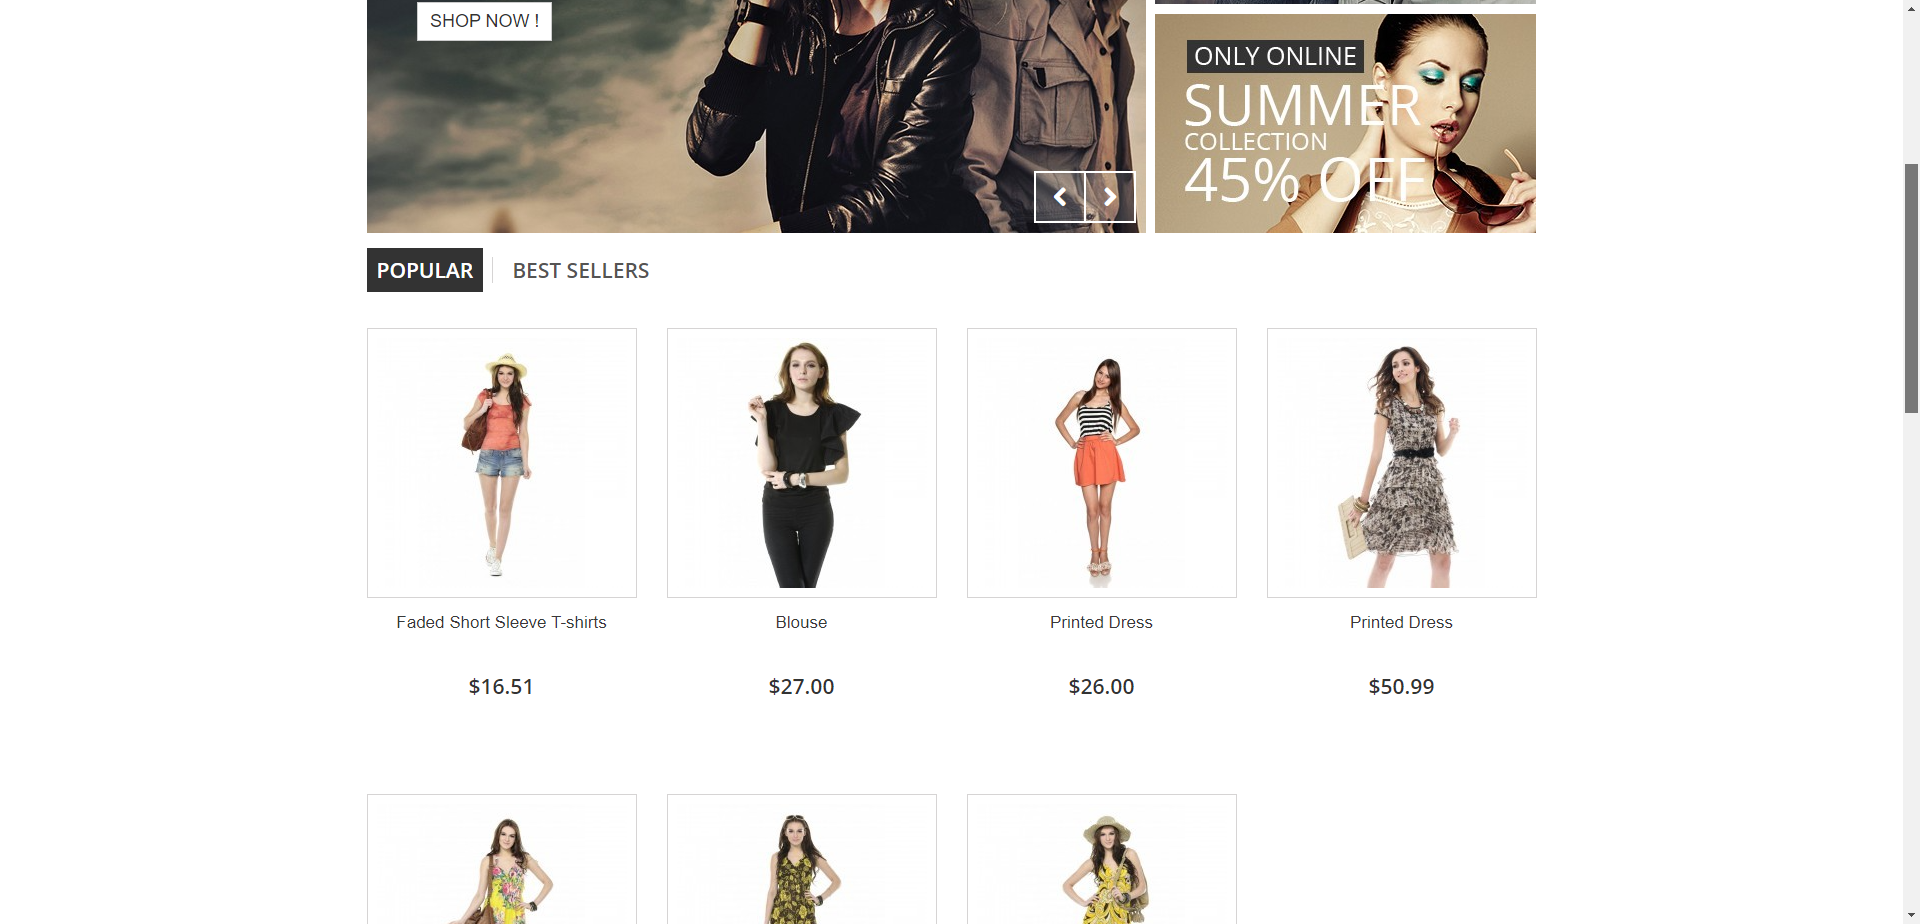 SHOP NOW !
ONLY ONLINE
SUMMER
COLLECTION
45% OFF
POPULAR
BEST SELLERS
Faded Short Sleeve T-shirts
Blouse
Printed Dress
Printed Dress
$16.51
$27.00
$26.00
$50.99